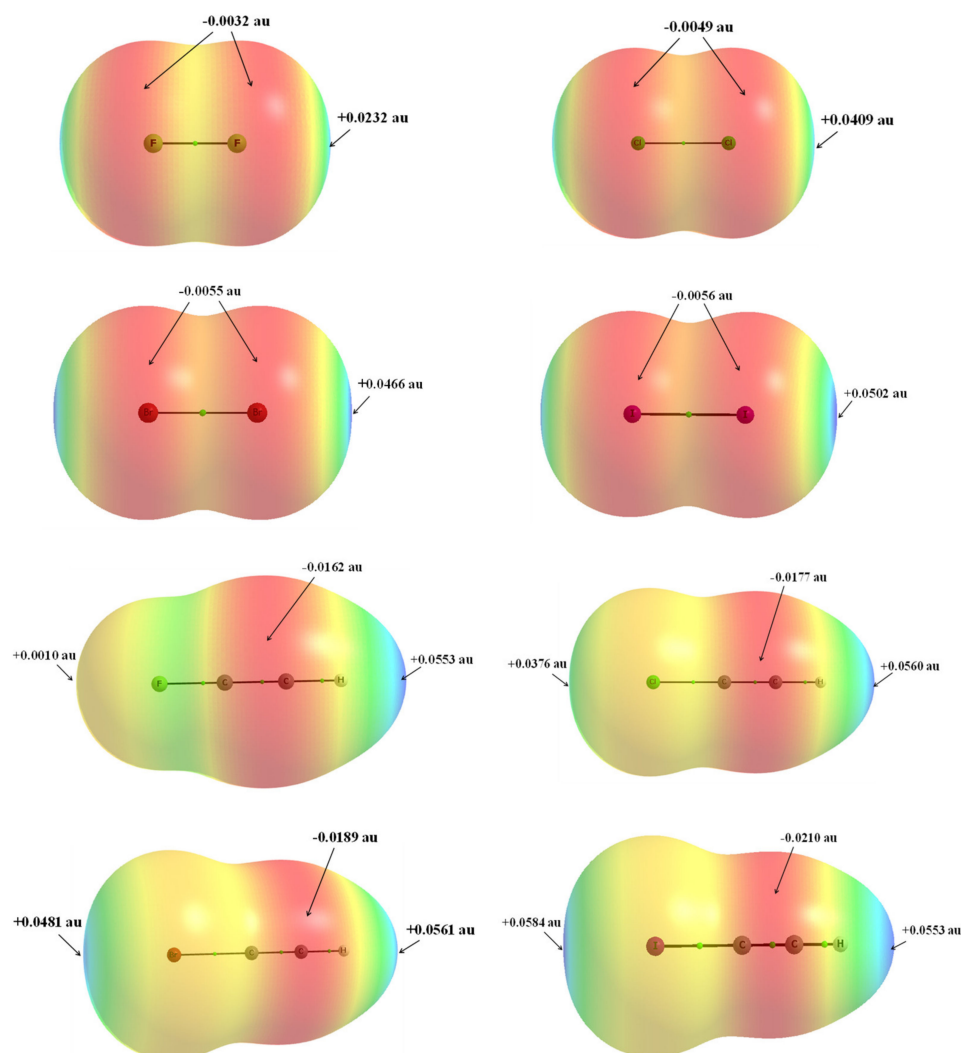 -0.0032 au
-0.0049 au
+0.0232 au
+0.0409 au
F F
Cl Cl
-0.0055 au
-0.0056 au
+0.0466 au
+0.0502 au
Br Br
I I
-0.0162 au
-0.0177 au
+0.0010 au
+0.0553 au
+0.0376 au
+0.0560 au
F C C H
Cl C C H
-0.0189 au
-0.0210 au
+0.0481 au
+0.0561 au
+0.0584 au
+0.0553 au
Br C C H
I C C H